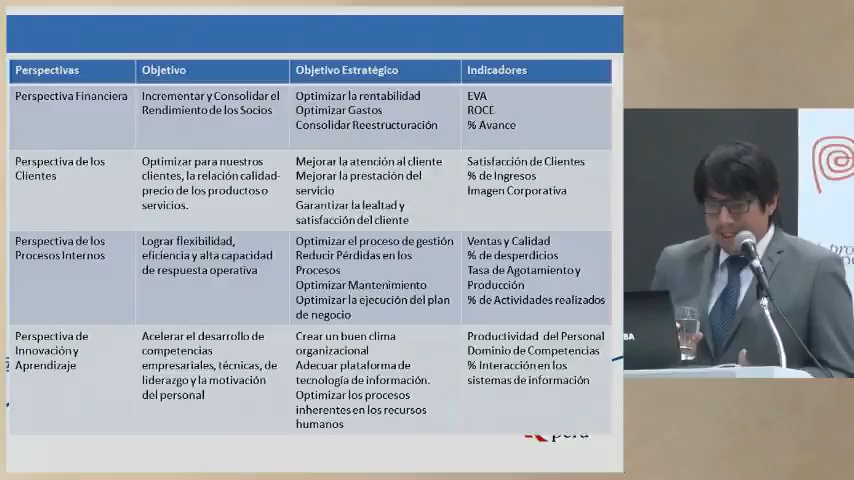 Perspectivas
Objetivo
Objetivo Estratégico
Indicadores
Perspectiva Financiera
Incrementar y Consolidar el
Rendimiento de los Socios
Optimizar la rentabilidad
Optimizar Gastos
Consolidar Reestructuración
EVA
ROCE
% Avance
Perspectiva de los
Clientes
Optimizar para nuestros
clientes, la relación calidad-
precio de los productos o
servicios.
Mejorar la atención al cliente
Mejorar la prestación del
servicio
Garantizar la lealtad y
satisfacción del cliente
Satisfacción de Clientes
% de Ingresos
Imagen Corporativa
Perspectiva de los
Procesos Internos
Lograr flexibilidad,
eficiencia y alta capacidad
de respuesta operativa
Optimizar el proceso de gestión
Reducir Pérdidas en los
Procesos
Optimizar Mantenimiento
Optimizar la ejecución del plan
de negocio
Ventas y Calidad
% de desperdicios
Tasa de Agotamiento y
Producción
% de Actividades realizados
Perspectiva de
Innovación y
Aprendizaje
Acelerar el desarrollo de
competencias
empresariales, técnicas, de
liderazgo y la motivación
del personal
Crear un buen clima
organizacional
Adecuar plataforma de
tecnología de información.
Optimizar los procesos
inherentes en los recursos
humanos
Productividad del Personal
Dominio de Competencias
% Interacción en los
sistemas de información
perú
BA